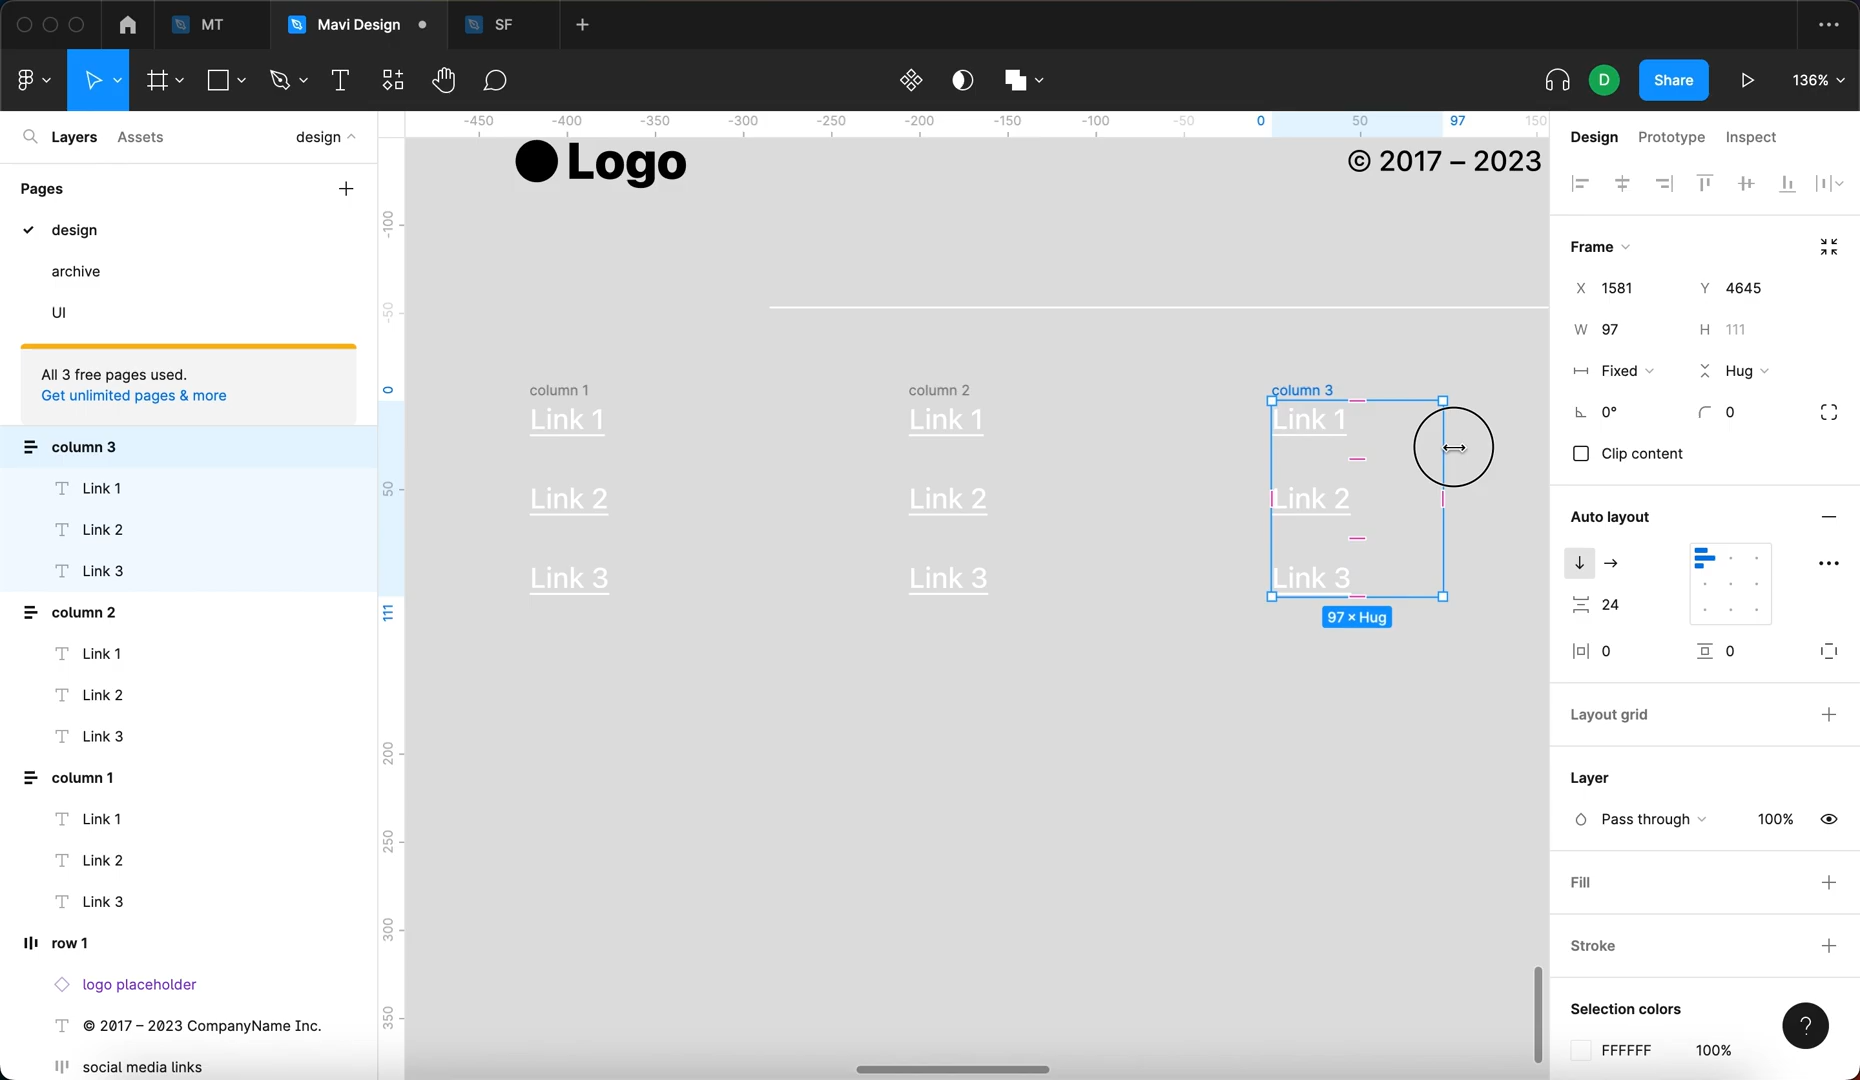 MT
Mavi Design
SF
D
Share
136%
Layers
Assets
design
Pages
design
archive
UI
All 3 free pages used.
Get unlimited pages & more
column 3
Link 1
Link 2
Link 3
column 2
Link 1
Link 2
Link 3
column 1
Link 1
Link 2
Link 3
row 1
logo placeholder
© 2017 – 2023 CompanyName Inc.
social media links
-450
-400
-350
-300
-250
-200
-150
-100
-50
0
50
97
150
-100
-50
0
50
111
200
250
300
350
Logo
© 2017 – 2023
column 1
Link 1
Link 2
Link 3
column 2
Link 1
Link 2
Link 3
column 3
Link 1
Link 2
Link 3
97 × Hug
Design
Prototype
Inspect
Frame
X 1581
Y 4645
W 97
H 111
Fixed
Hug
0°
0
Clip content
Auto layout
24
0
0
Layout grid
Layer
Pass through
100%
Fill
Stroke
Selection colors
FFFFFF
100%
?